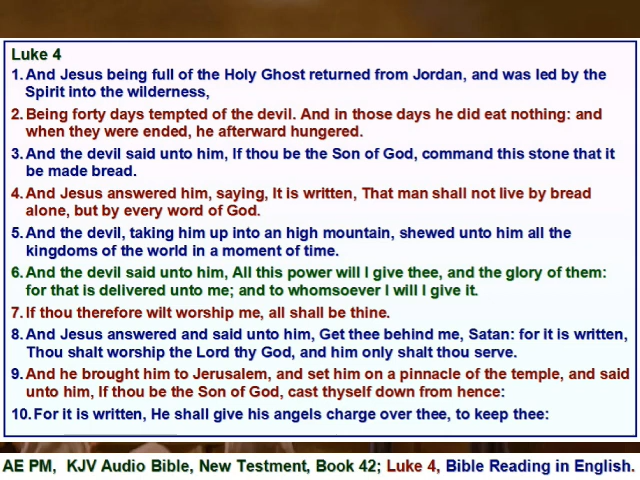 Luke 4
1. And Jesus being full of the Holy Ghost returned from Jordan, and was led by the
Spirit into the wilderness,
2. Being forty days tempted of the devil. And in those days he did eat nothing: and
when they were ended, he afterward hungered.
3. And the devil said unto him, If thou be the Son of God, command this stone that it
be made bread.
4. And Jesus answered him, saying, It is written, That man shall not live by bread
alone, but by every word of God.
5. And the devil, taking him up into an high mountain, shewed unto him all the
kingdoms of the world in a moment of time.
6. And the devil said unto him, All this power will I give thee, and the glory of them:
for that is delivered unto me; and to whomsoever I will I give it.
7. If thou therefore wilt worship me, all shall be thine.
8. And Jesus answered and said unto him, Get thee behind me, Satan: for it is written,
Thou shalt worship the Lord thy God, and him only shalt thou serve.
9. And he brought him to Jerusalem, and set him on a pinnacle of the temple, and said
unto him, If thou be the Son of God, cast thyself down from hence:
10. For it is written, He shall give his angels charge over thee, to keep thee:
AE PM, KJV Audio Bible, New Testment, Book 42; Luke 4, Bible Reading in English.